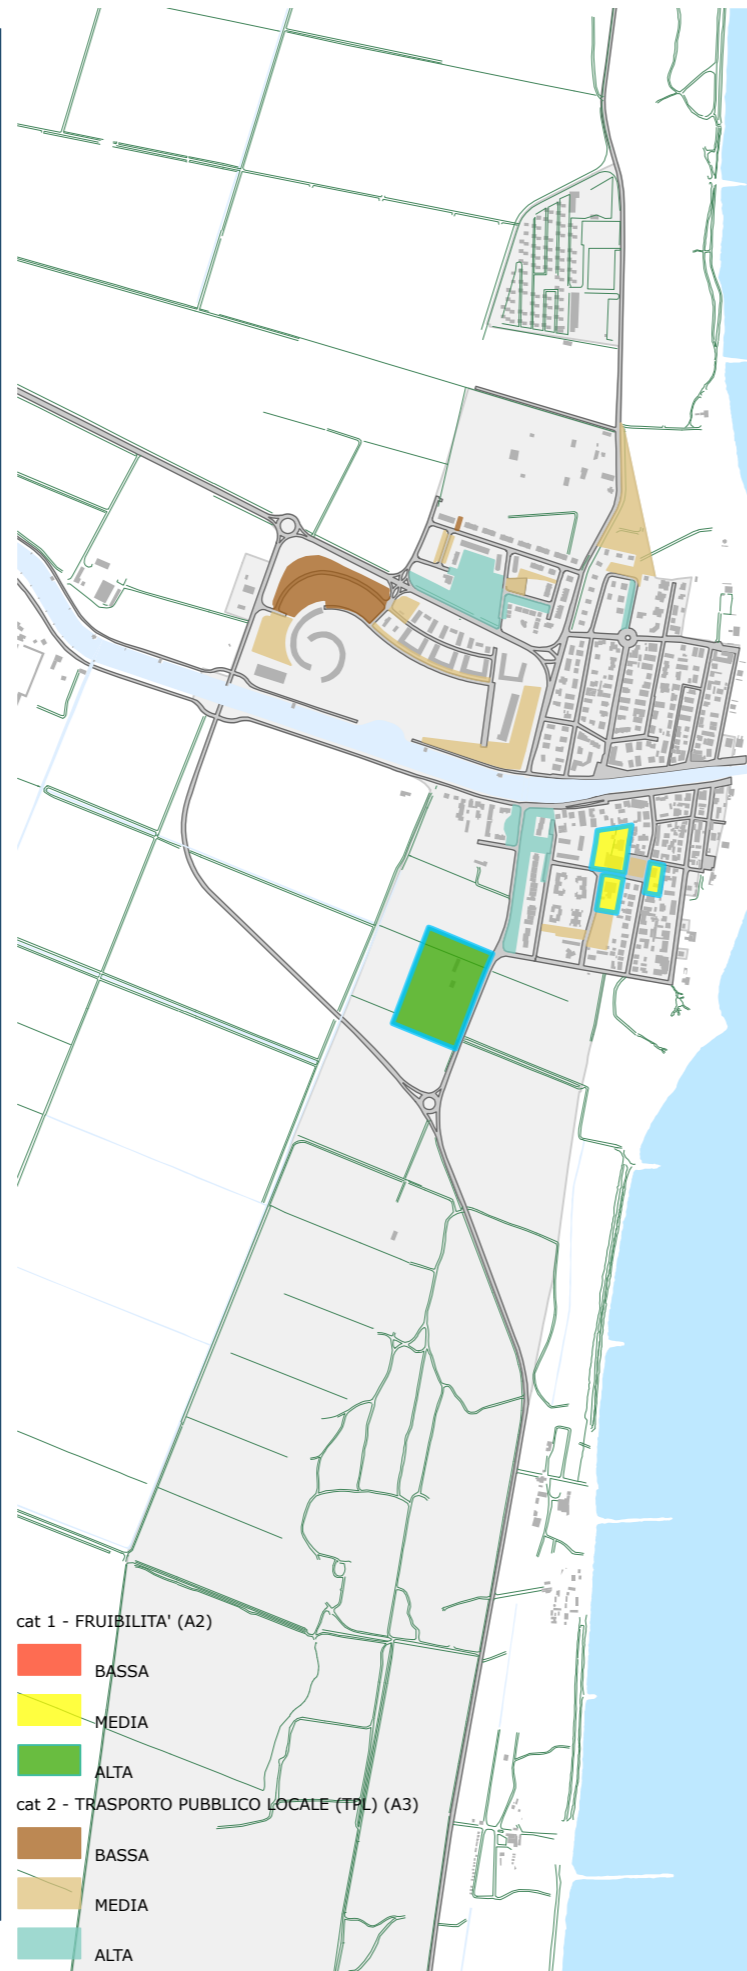 cat 1 - FRUIBILITA' (A2)
BASSA
MEDIA
ALTA
cat 2 - TRASPORTO PUBBLICO LOCALE (TPL) (A3)
BASSA
MEDIA
ALTA